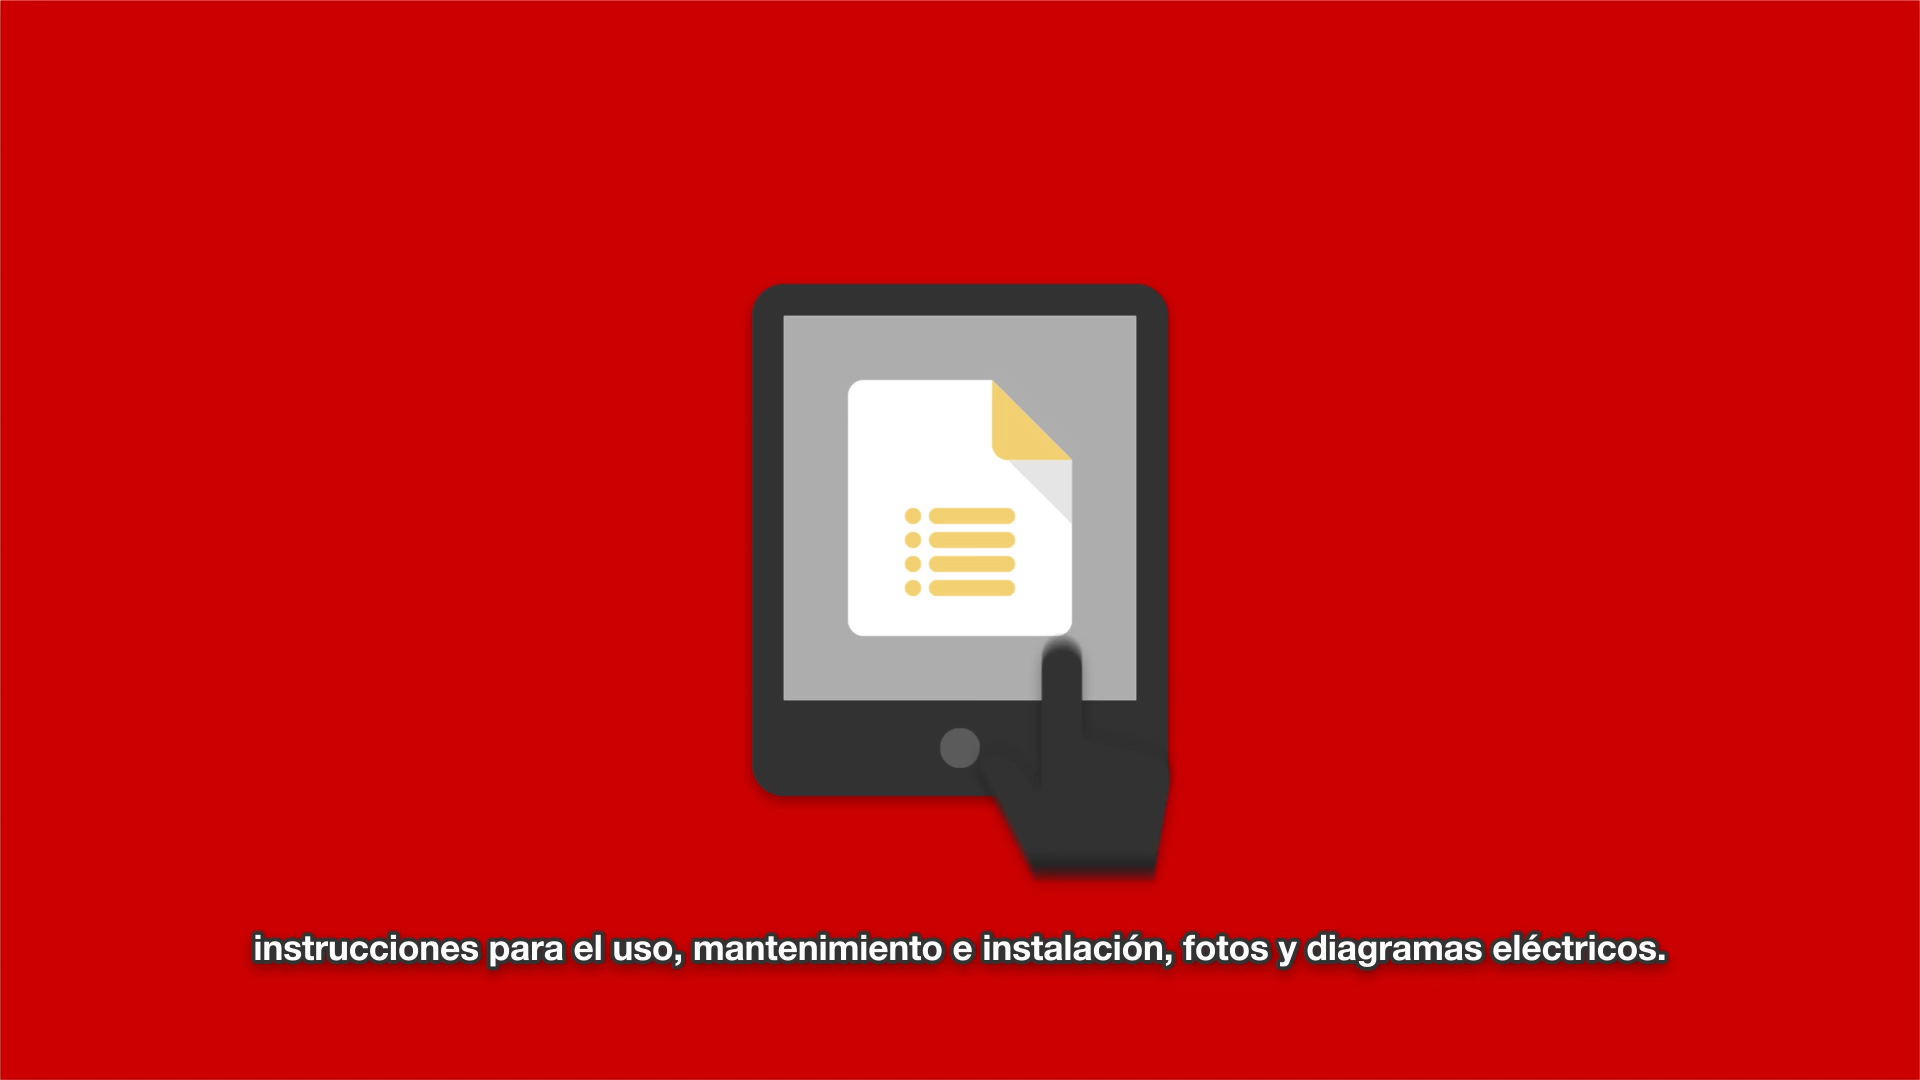 instrucciones para el uso, mantenimiento e instalación, fotos y diagramas eléctricos.